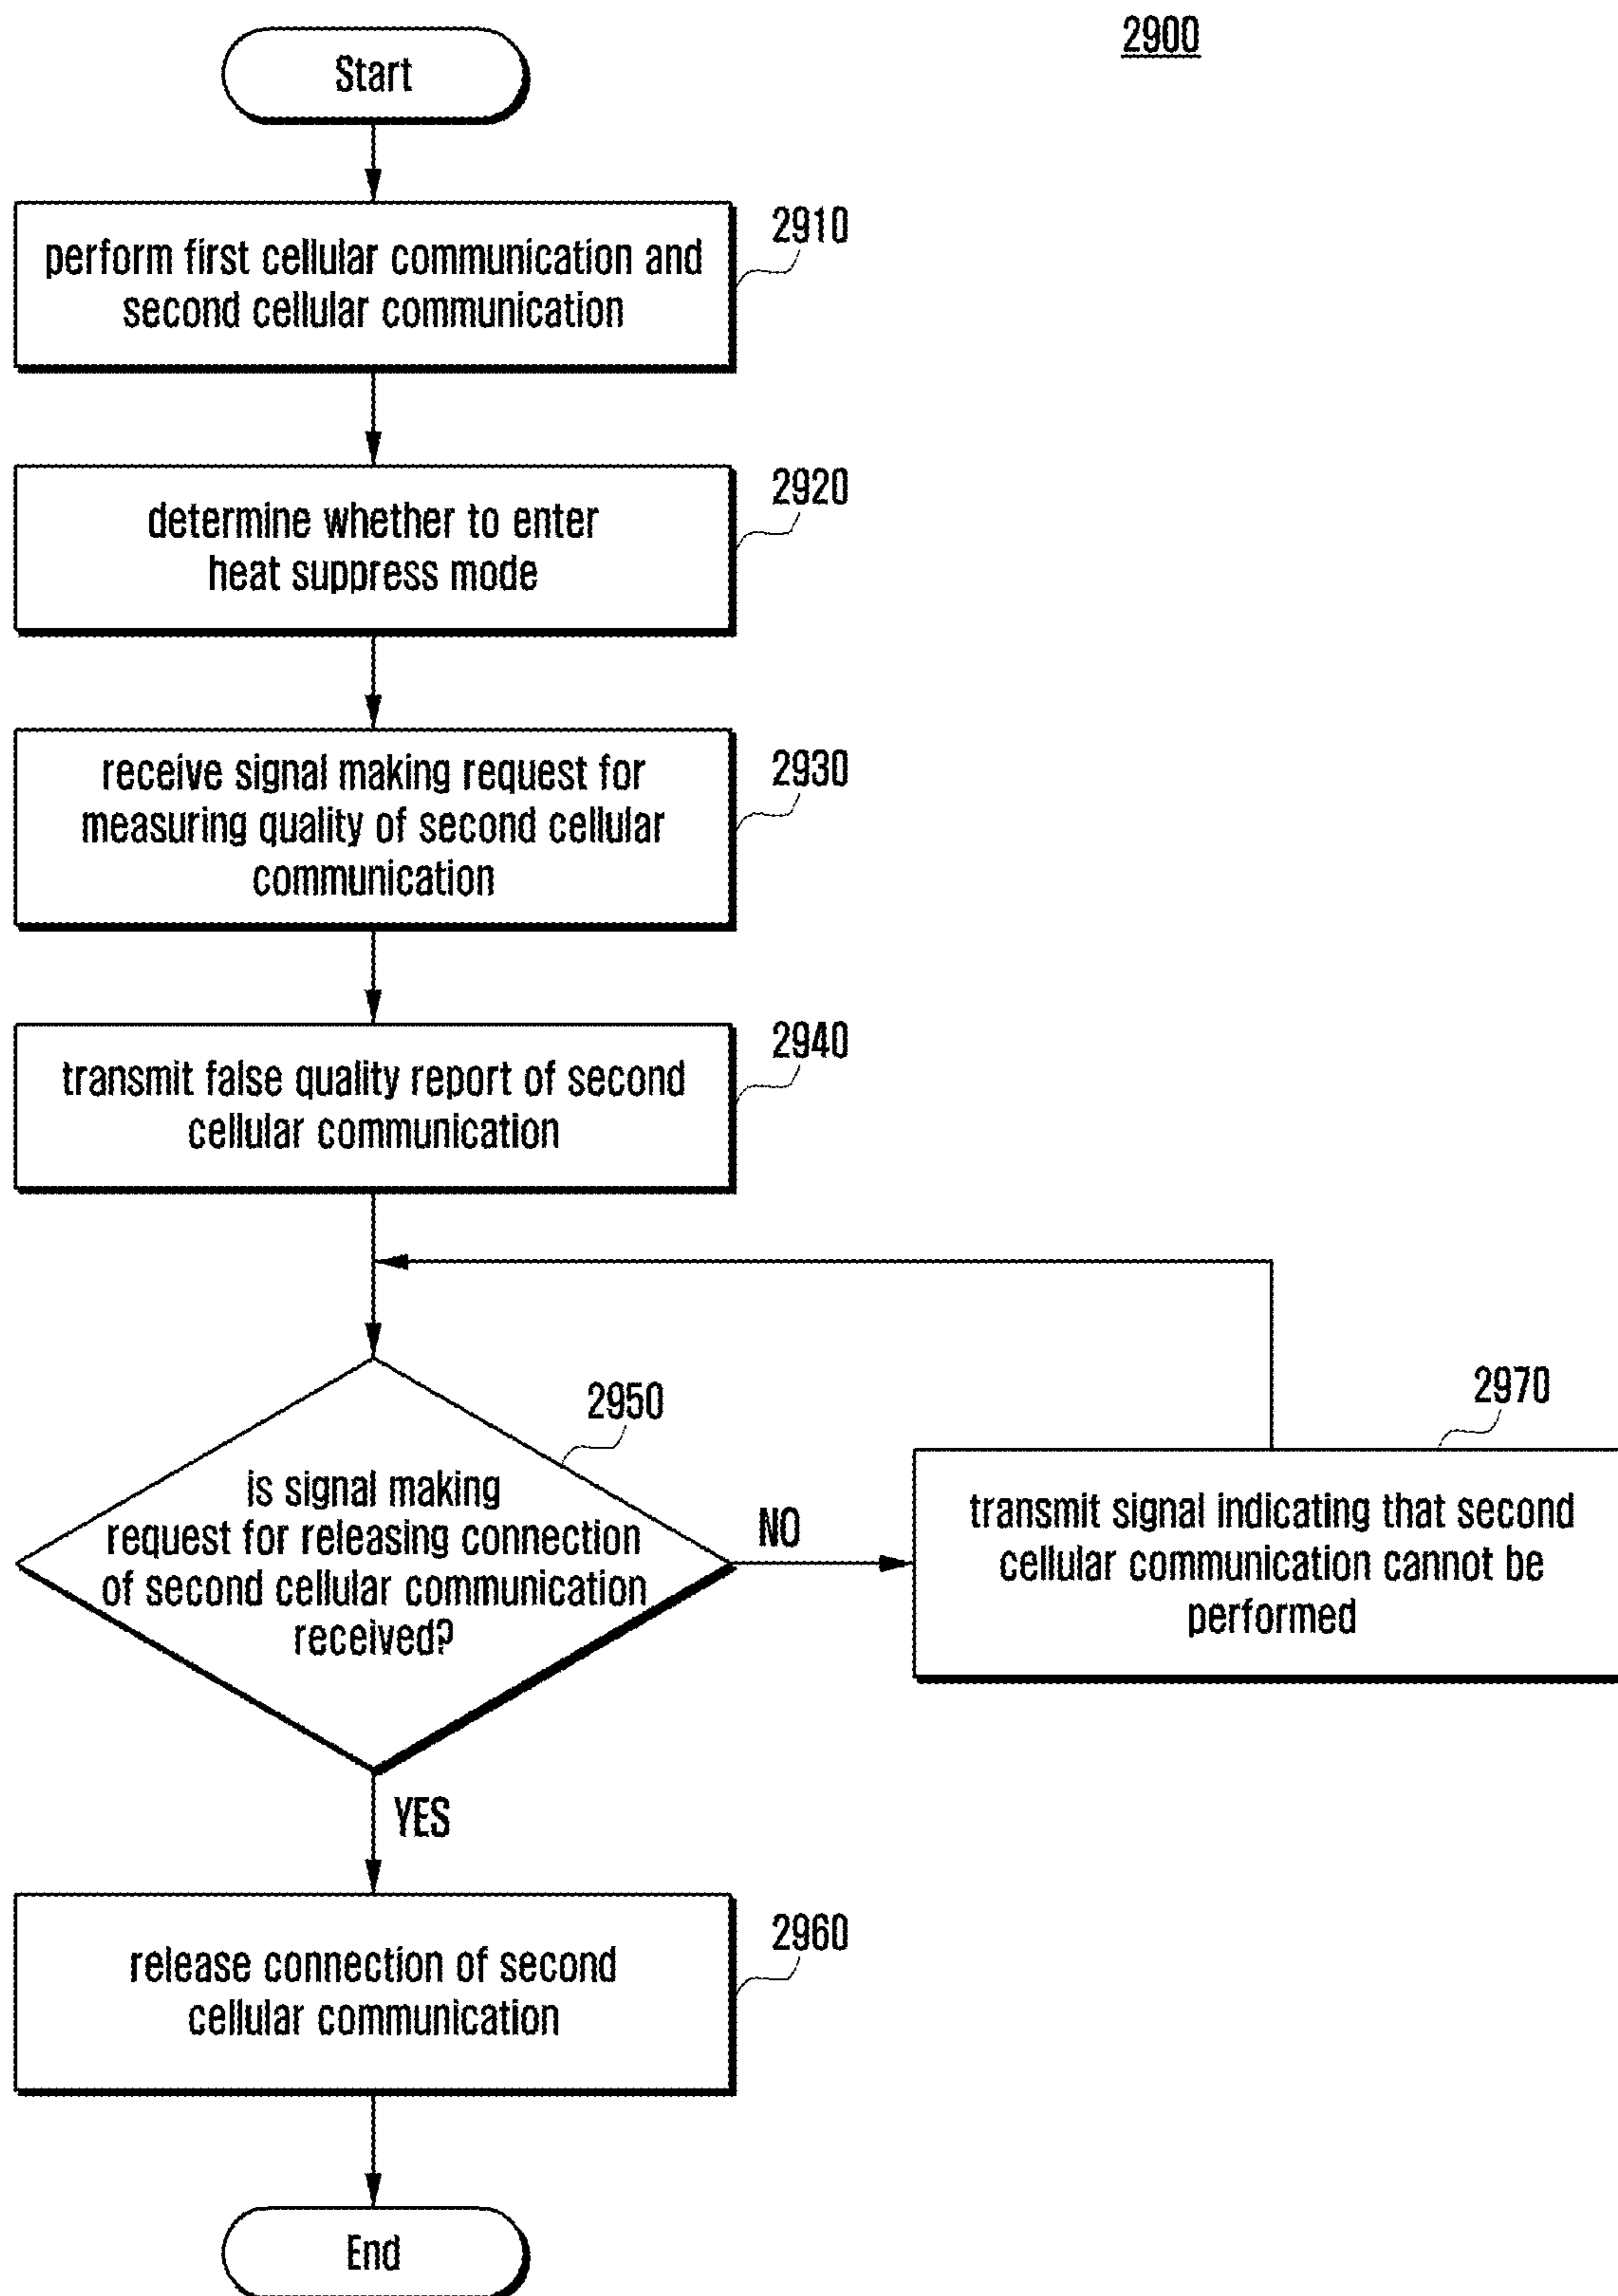 2900
Start
2910
perform first cellular communication and
second cellular communication
2920
determine whether to enter
heat suppress mode
2930
receive signal making request for
measuring quality of second cellular
communication
2940
transmit false quality report of second
cellular communication
2950
is signal making
request for releasing connection
of second cellular communication
received?
NO
2970
transmit signal indicating that second
cellular communication cannot be
performed
YES
2960
release connection of second
cellular communication
End